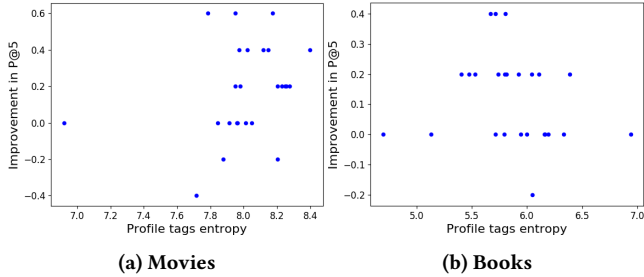 Improvement in P@5
0.6
0.4
0.2
0.0
−0.2
−0.4
7.0 7.2 7.4 7.6 7.8 8.0 8.2 8.4
Profile tags entropy
(a) Movies
Improvement in P@5
0.4
0.3
0.2
0.1
0.0
−0.1
−0.2
5.0 5.5 6.0 6.5 7.0
Profile tags entropy
(b) Books